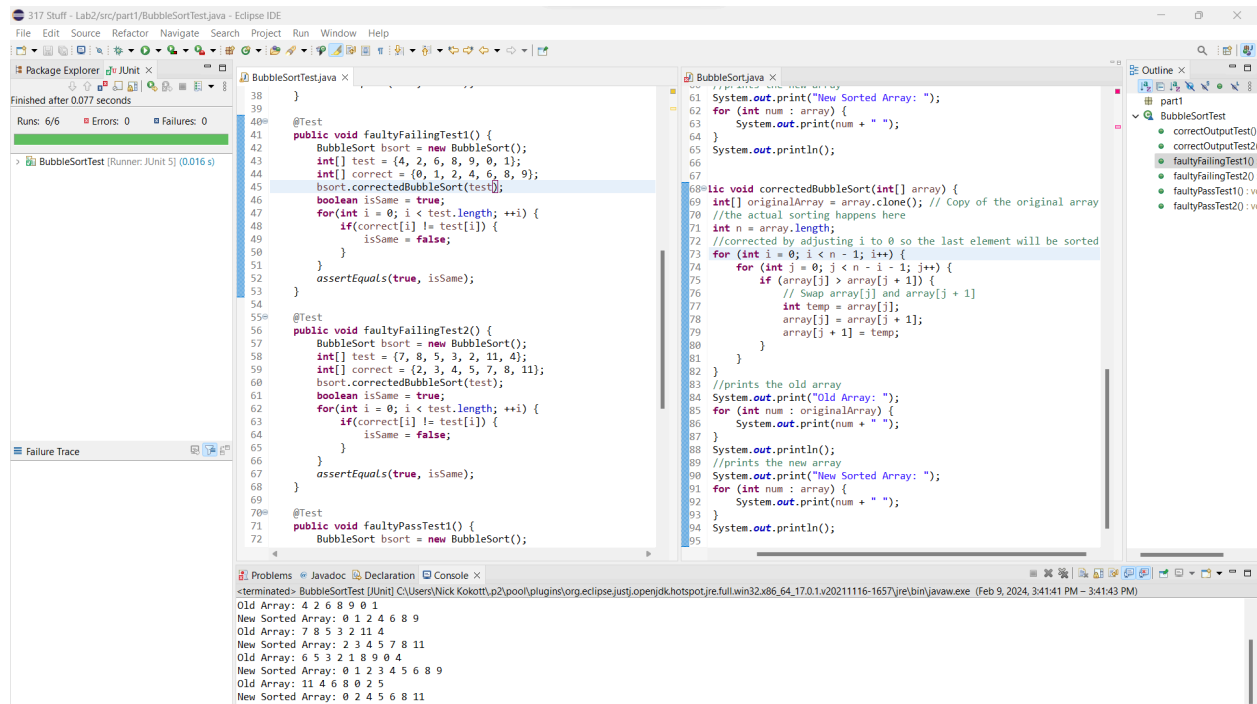 317 Stuff - Lab2/src/part1/BubbleSortTest.java - Eclipse IDE
File Edit Source Refactor Navigate Search Project Run Window Help
Package Explorer JUnit ×
Finished after 0.077 seconds
Runs: 6/6 Errors: 0 Failures: 0
BubbleSortTest [Runner: JUnit 5] (0.016 s)
Failure Trace
BubbleSortTest.java ×
38 }
39
40 @Test
41 public void faultyFailingTest1() {
42 BubbleSort bsort = new BubbleSort();
43 int[] test = {4, 2, 6, 8, 9, 0, 1};
44 int[] correct = {0, 1, 2, 4, 6, 8, 9};
45 bsort.correctedBubbleSort(test);
46 boolean isSame = true;
47 for(int i = 0; i < test.length; ++i) {
48 if(correct[i] != test[i]) {
49 isSame = false;
50 }
51 }
52 assertEquals(true, isSame);
53 }
54
55 @Test
56 public void faultyFailingTest2() {
57 BubbleSort bsort = new BubbleSort();
58 int[] test = {7, 8, 5, 3, 2, 11, 4};
59 int[] correct = {2, 3, 4, 5, 7, 8, 11};
60 bsort.correctedBubbleSort(test);
61 boolean isSame = true;
62 for(int i = 0; i < test.length; ++i) {
63 if(correct[i] != test[i]) {
64 isSame = false;
65 }
66 }
67 assertEquals(true, isSame);
68 }
69
70 @Test
71 public void faultyPassTest1() {
72 BubbleSort bsort = new BubbleSort();
BubbleSort.java ×
61 System.out.print("New Sorted Array: ");
62 for (int num : array) {
63 System.out.print(num + " ");
64 }
65 System.out.println();
66
67
68 lic void correctedBubbleSort(int[] array) {
69 int[] originalArray = array.clone(); // Copy of the original array
70 //the actual sorting happens here
71 int n = array.length;
72 //corrected by adjusting i to 0 so the last element will be sorted
73 for (int i = 0; i < n - 1; i++) {
74 for (int j = 0; j < n - i - 1; j++) {
75 if (array[j] > array[j + 1]) {
76 // Swap array[j] and array[j + 1]
77 int temp = array[j];
78 array[j] = array[j + 1];
79 array[j + 1] = temp;
80 }
81 }
82 }
83 //prints the old array
84 System.out.print("Old Array: ");
85 for (int num : originalArray) {
86 System.out.print(num + " ");
87 }
88 System.out.println();
89 //prints the new array
90 System.out.print("New Sorted Array: ");
91 for (int num : array) {
92 System.out.print(num + " ");
93 }
94 System.out.println();
95
Outline ×
part1
BubbleSortTest
correctOutputTest()
correctOutputTest2(
faultyFailingTest1()
faultyFailingTest2()
faultyPassTest1() : v
faultyPassTest2() : v
Problems Javadoc Declaration Console ×
<terminated> BubbleSortTest [JUnit] C:\Users\Nick Kokott\.p2\pool\plugins\org.eclipse.justj.openjdk.hotspot.jre.full.win32.x86_64_17.0.1.v20211116-1657\jre\bin\javaw.exe (Feb 9, 2024, 3:41:41 PM – 3:41:43 PM)
Old Array: 4 2 6 8 9 0 1
New Sorted Array: 0 1 2 4 6 8 9
Old Array: 7 8 5 3 2 11 4
New Sorted Array: 2 3 4 5 7 8 11
Old Array: 6 5 3 2 1 8 9 0 4
New Sorted Array: 0 1 2 3 4 5 6 8 9
Old Array: 11 4 6 8 0 2 5
New Sorted Array: 0 2 4 5 6 8 11